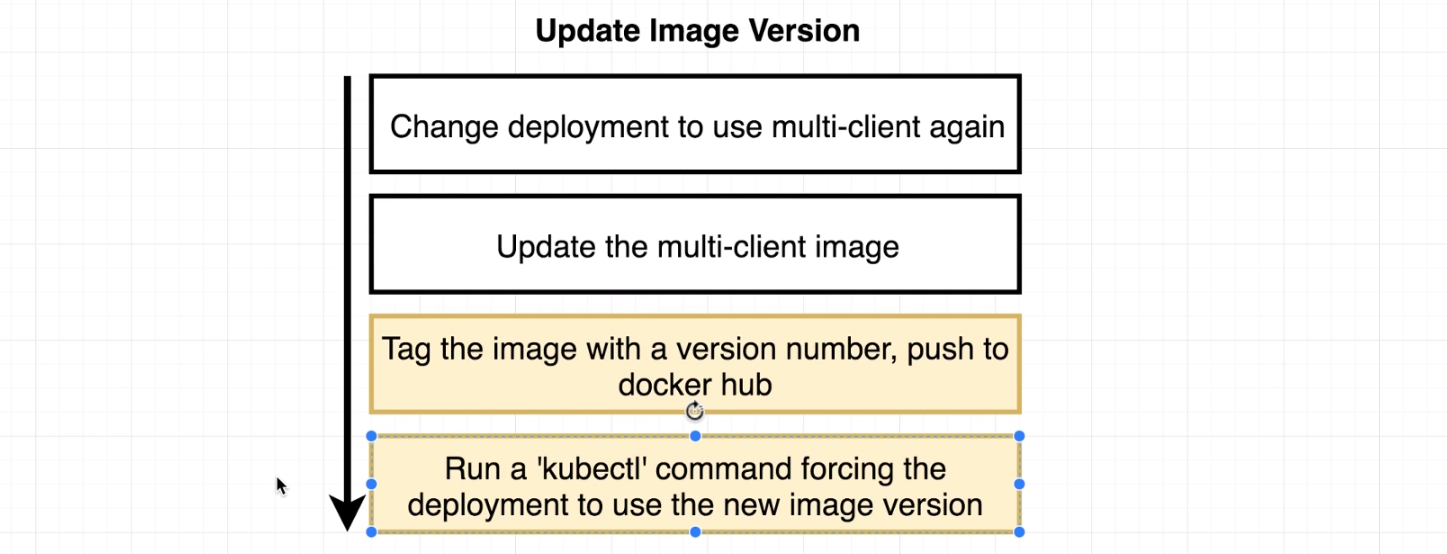 Update Image Version
Change deployment to use multi-client again
Update the multi-client image
Tag the image with a version number, push to
docker hub
Run a 'kubectl' command forcing the
deployment to use the new image version